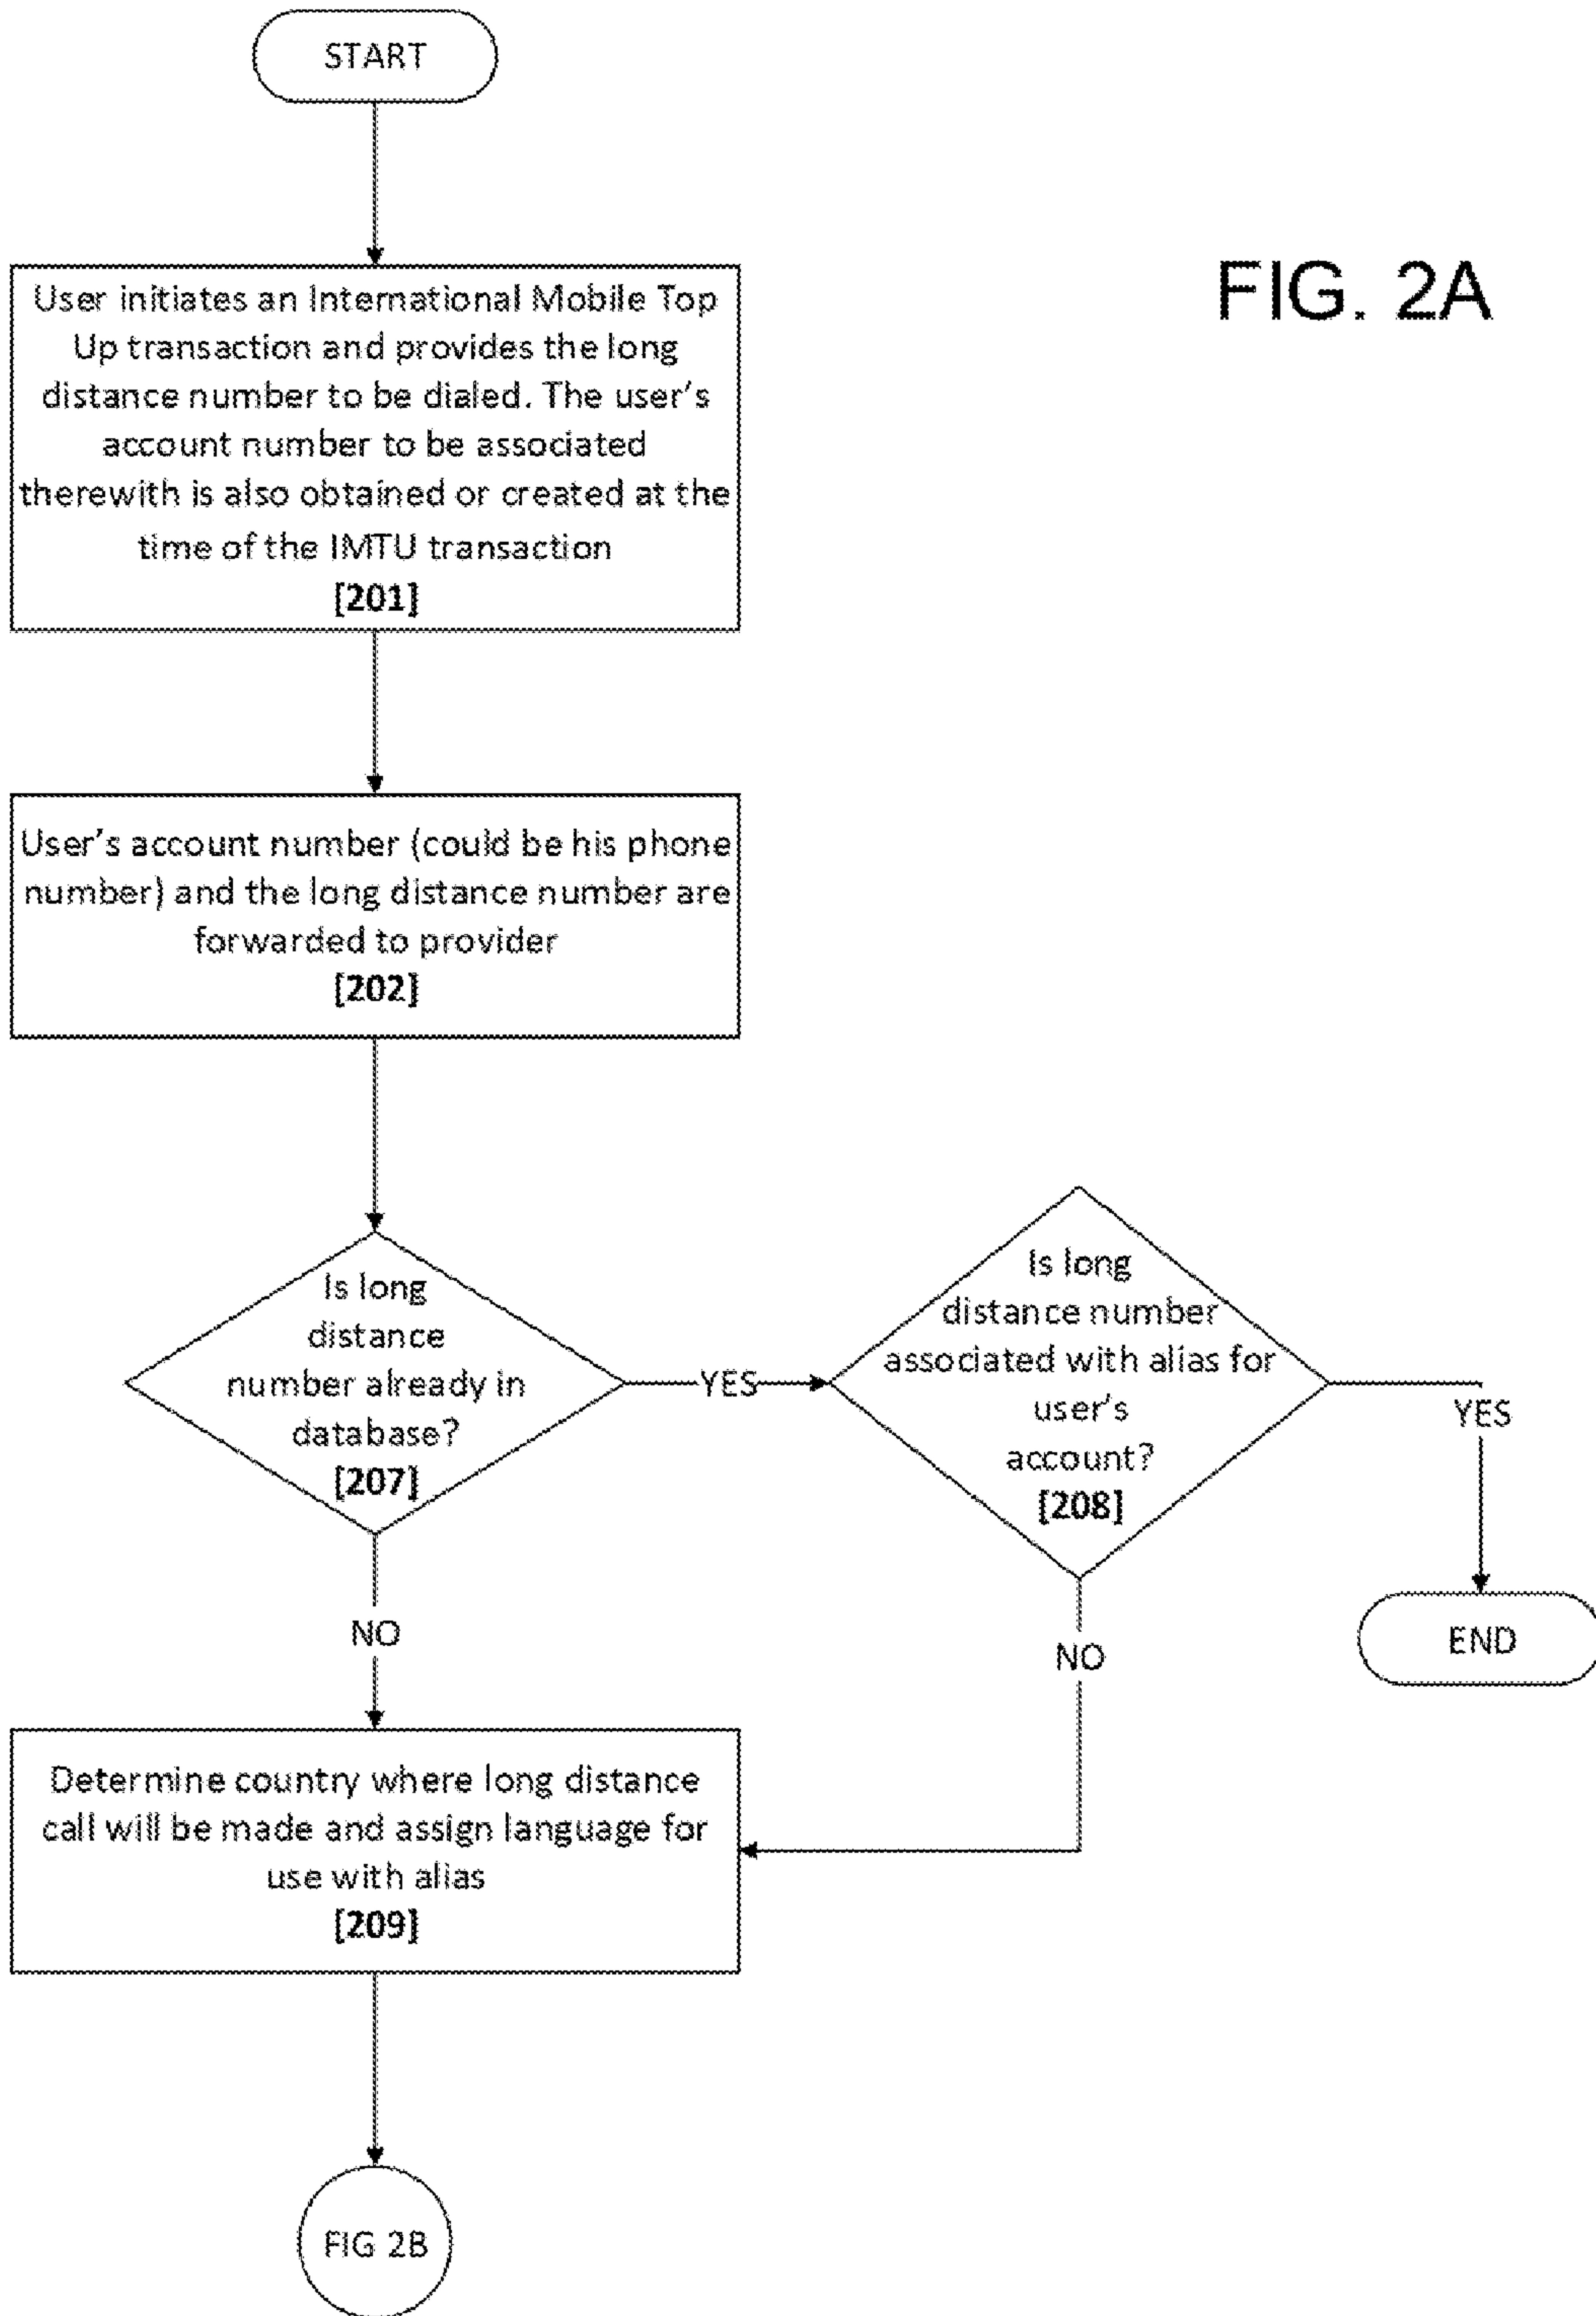 START
FIG. 2A
User initiates an International Mobile Top
Up transaction and provides the long
distance number to be dialed. The user's
account number to be associated
therewith is also obtained or created at the
time of the IMTU transaction
[201]
User's account number (could be his phone
number) and the long distance number are
forwarded to provider
[202]
Is long
distance
number already in
database?
[207]
YES
Is long
distance number
associated with alias for
user's
account?
[208]
YES
END
NO
NO
Determine country where long distance
call will be made and assign language for
use with alias
[209]
FIG 2B